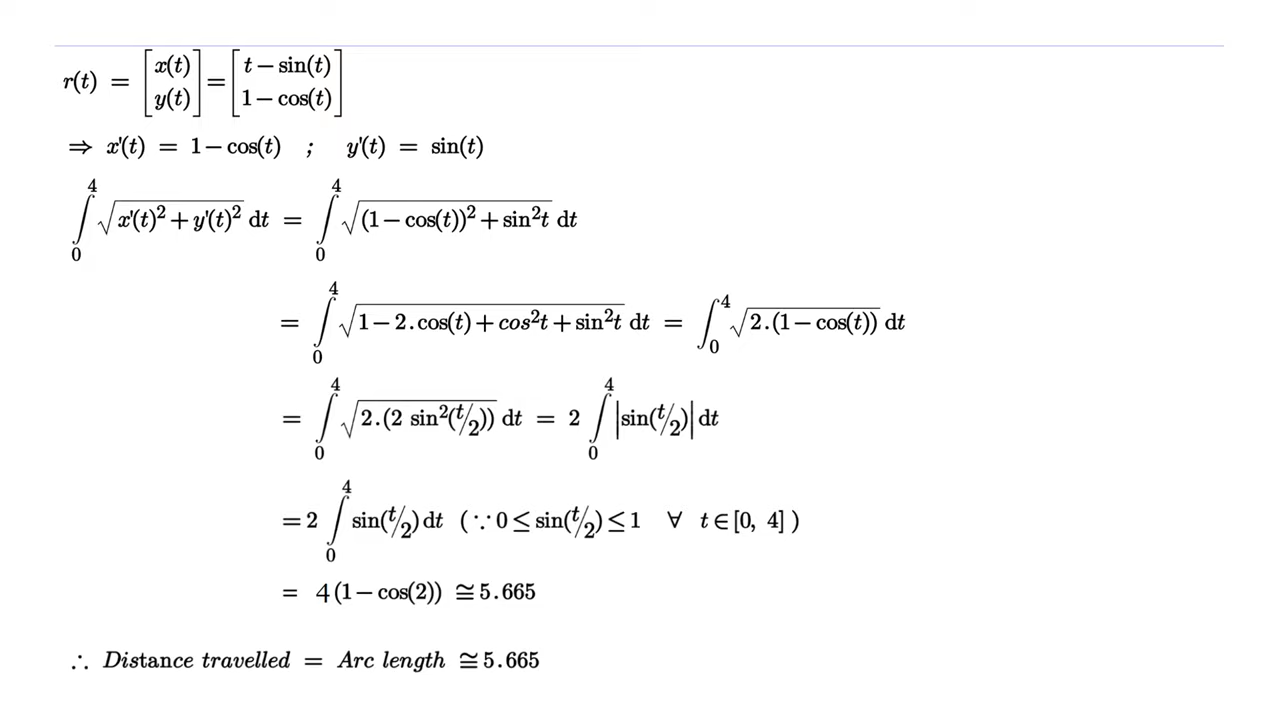 r(t) = [x(t) y(t)] = [t − sin(t) 1 − cos(t)]
⇒ x'(t) = 1 − cos(t) ; y'(t) = sin(t)
∫₀⁴ √(x'(t)² + y'(t)²) dt = ∫₀⁴ √((1 − cos(t))² + sin²t) dt
= ∫₀⁴ √(1 − 2.cos(t) + cos²t + sin²t) dt = ∫₀⁴ √(2.(1 − cos(t))) dt
= ∫₀⁴ √(2.(2 sin²(t/2))) dt = 2 ∫₀⁴ |sin(t/2)| dt
= 2 ∫₀⁴ sin(t/2) dt (∵ 0 ≤ sin(t/2) ≤ 1 ∀ t ∈ [0, 4])
= 4(1 − cos(2)) ≅ 5.665
∴ Distance travelled = Arc length ≅ 5.665